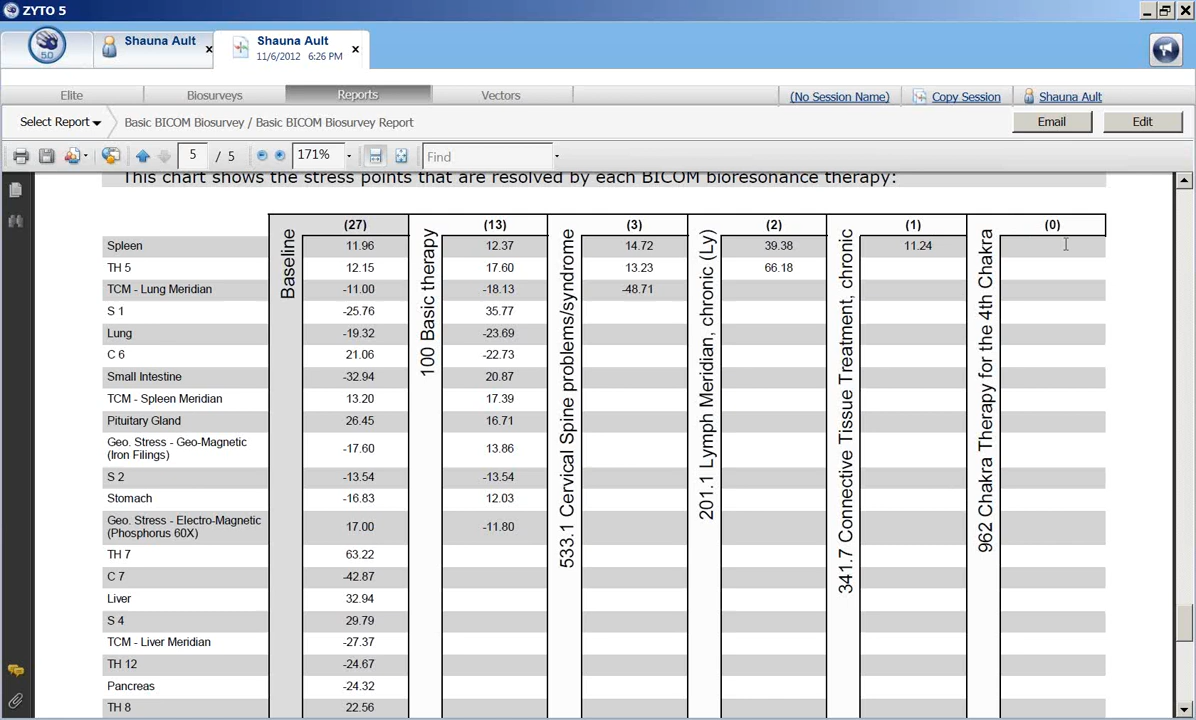 ZYTO 5
50
Shauna Ault
Shauna Ault
11/6/2012 6:26 PM
Elite
Biosurveys
Reports
Vectors
(No Session Name)
Copy Session
Shauna Ault
Select Report
Basic BICOM Biosurvey / Basic BICOM Biosurvey Report
Email
Edit
5 / 5
171%
Find
This chart shows the stress points that are resolved by each BICOM bioresonance therapy:
Baseline
100 Basic therapy
533.1 Cervical Spine problems/syndrome
201.1 Lymph Meridian, chronic (Ly)
341.7 Connective Tissue Treatment, chronic
962 Chakra Therapy for the 4th Chakra
(27) (13) (3) (2) (1) (0)
Spleen 11.96 12.37 14.72 39.38 11.24
TH 5 12.15 17.60 13.23 66.18
TCM - Lung Meridian -11.00 -18.13 -48.71
S 1 -25.76 35.77
Lung -19.32 -23.69
C 6 21.06 -22.73
Small Intestine -32.94 20.87
TCM - Spleen Meridian 13.20 17.39
Pituitary Gland 26.45 16.71
Geo. Stress - Geo-Magnetic
(Iron Filings) -17.60 13.86
S 2 -13.54 -13.54
Stomach -16.83 12.03
Geo. Stress - Electro-Magnetic
(Phosphorus 60X) 17.00 -11.80
TH 7 63.22
C 7 -42.87
Liver 32.94
S 4 29.79
TCM - Liver Meridian -27.37
TH 12 -24.67
Pancreas -24.32
TH 8 22.56